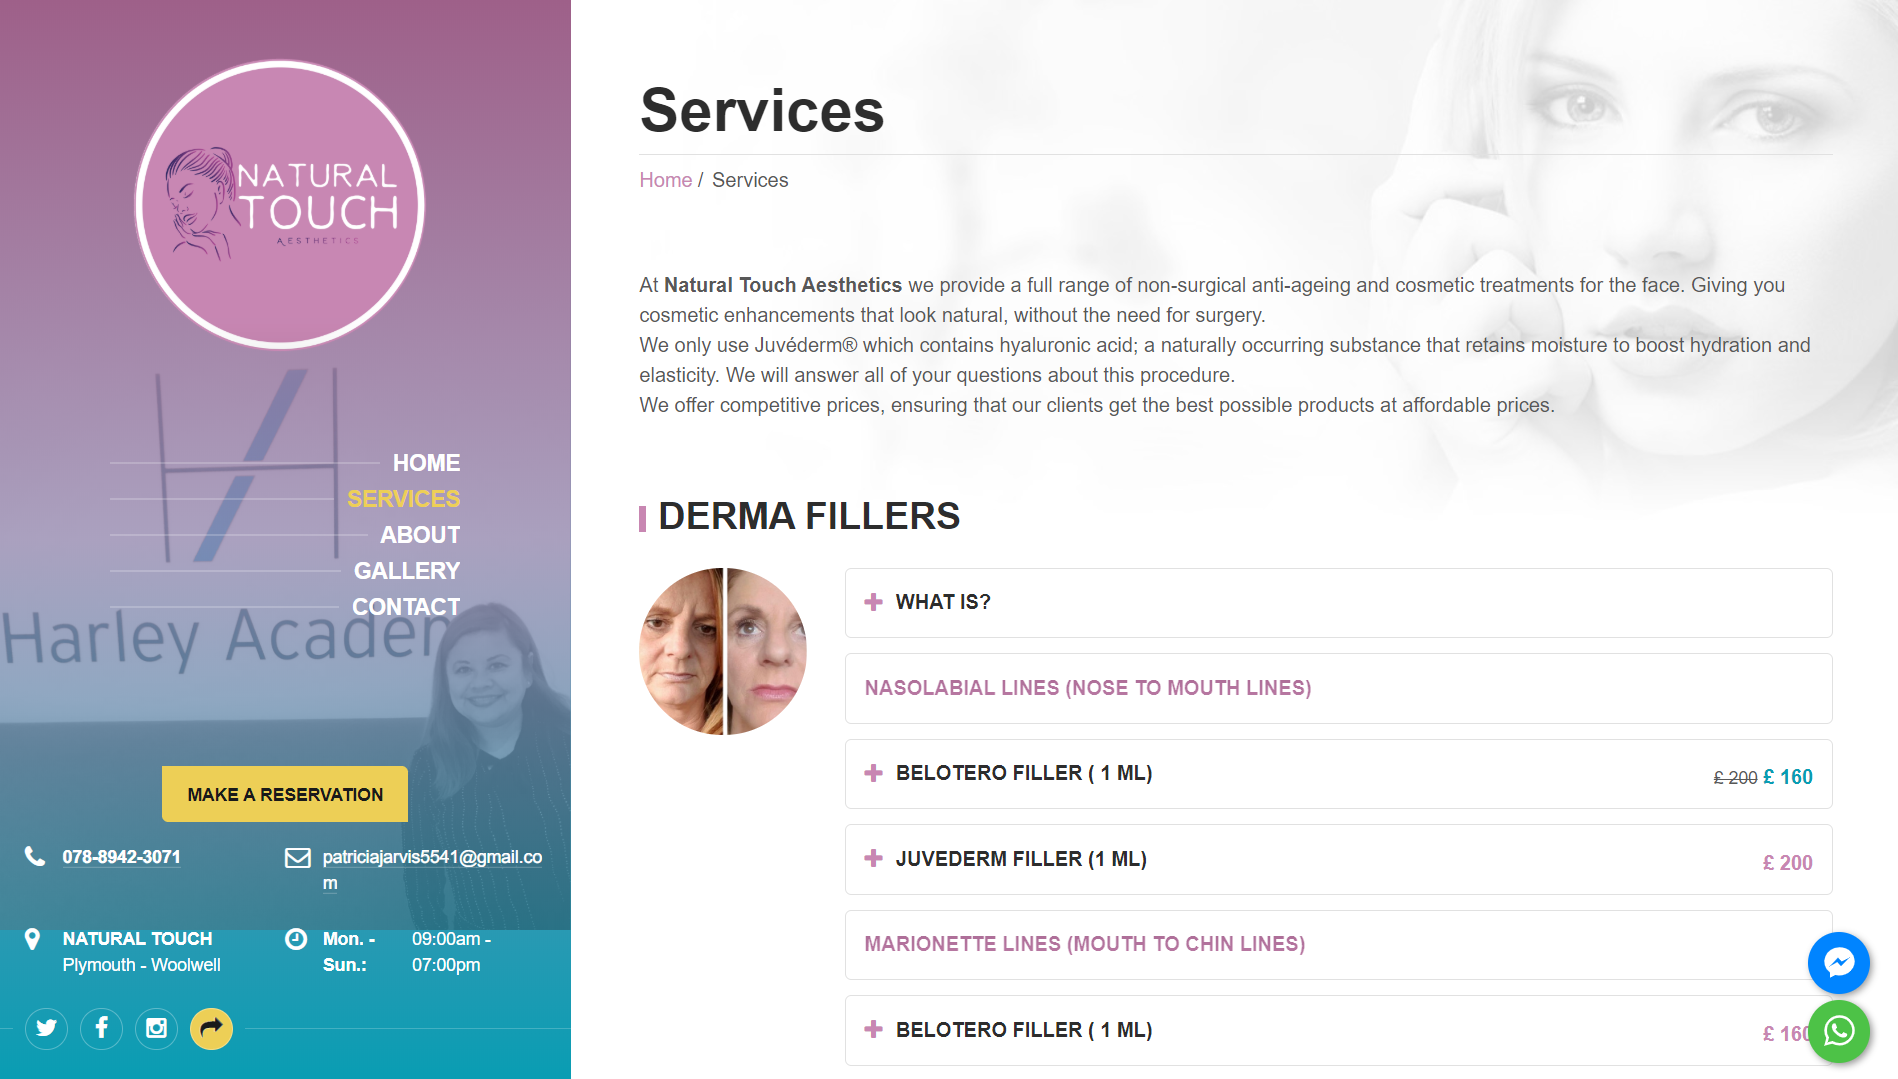 NATURAL
TOUCH
AESTHETICS
HOME
SERVICES
ABOUT
GALLERY
CONTACT
Harley Academ
MAKE A RESERVATION
078-8942-3071
patriciajarvis5541@gmail.co
m
NATURAL TOUCH
Plymouth - Woolwell
Mon. - 09:00am -
Sun.: 07:00pm
Services
Home / Services
At Natural Touch Aesthetics we provide a full range of non-surgical anti-ageing and cosmetic treatments for the face. Giving you
cosmetic enhancements that look natural, without the need for surgery.
We only use Juvéderm® which contains hyaluronic acid; a naturally occurring substance that retains moisture to boost hydration and
elasticity. We will answer all of your questions about this procedure.
We offer competitive prices, ensuring that our clients get the best possible products at affordable prices.
DERMA FILLERS
WHAT IS?
NASOLABIAL LINES (NOSE TO MOUTH LINES)
BELOTERO FILLER ( 1 ML) £ 200 £ 160
JUVEDERM FILLER (1 ML) £ 200
MARIONETTE LINES (MOUTH TO CHIN LINES)
BELOTERO FILLER ( 1 ML) £ 160